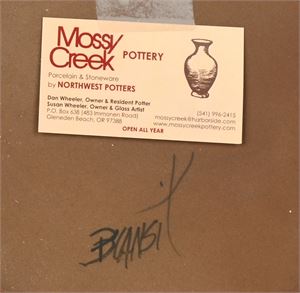 Mossy Creek POTTERY
Porcelain & Stoneware
by NORTHWEST POTTERS
Dan Wheeler, Owner & Resident Potter
Susan Wheeler, Owner & Glass Artist
P.O. Box 638 (483 Immonen Road)
Gleneden Beach, OR 97388
(541) 996-2415
mossycreek@harborside.com
www.mossycreekpottery.com
OPEN ALL YEAR